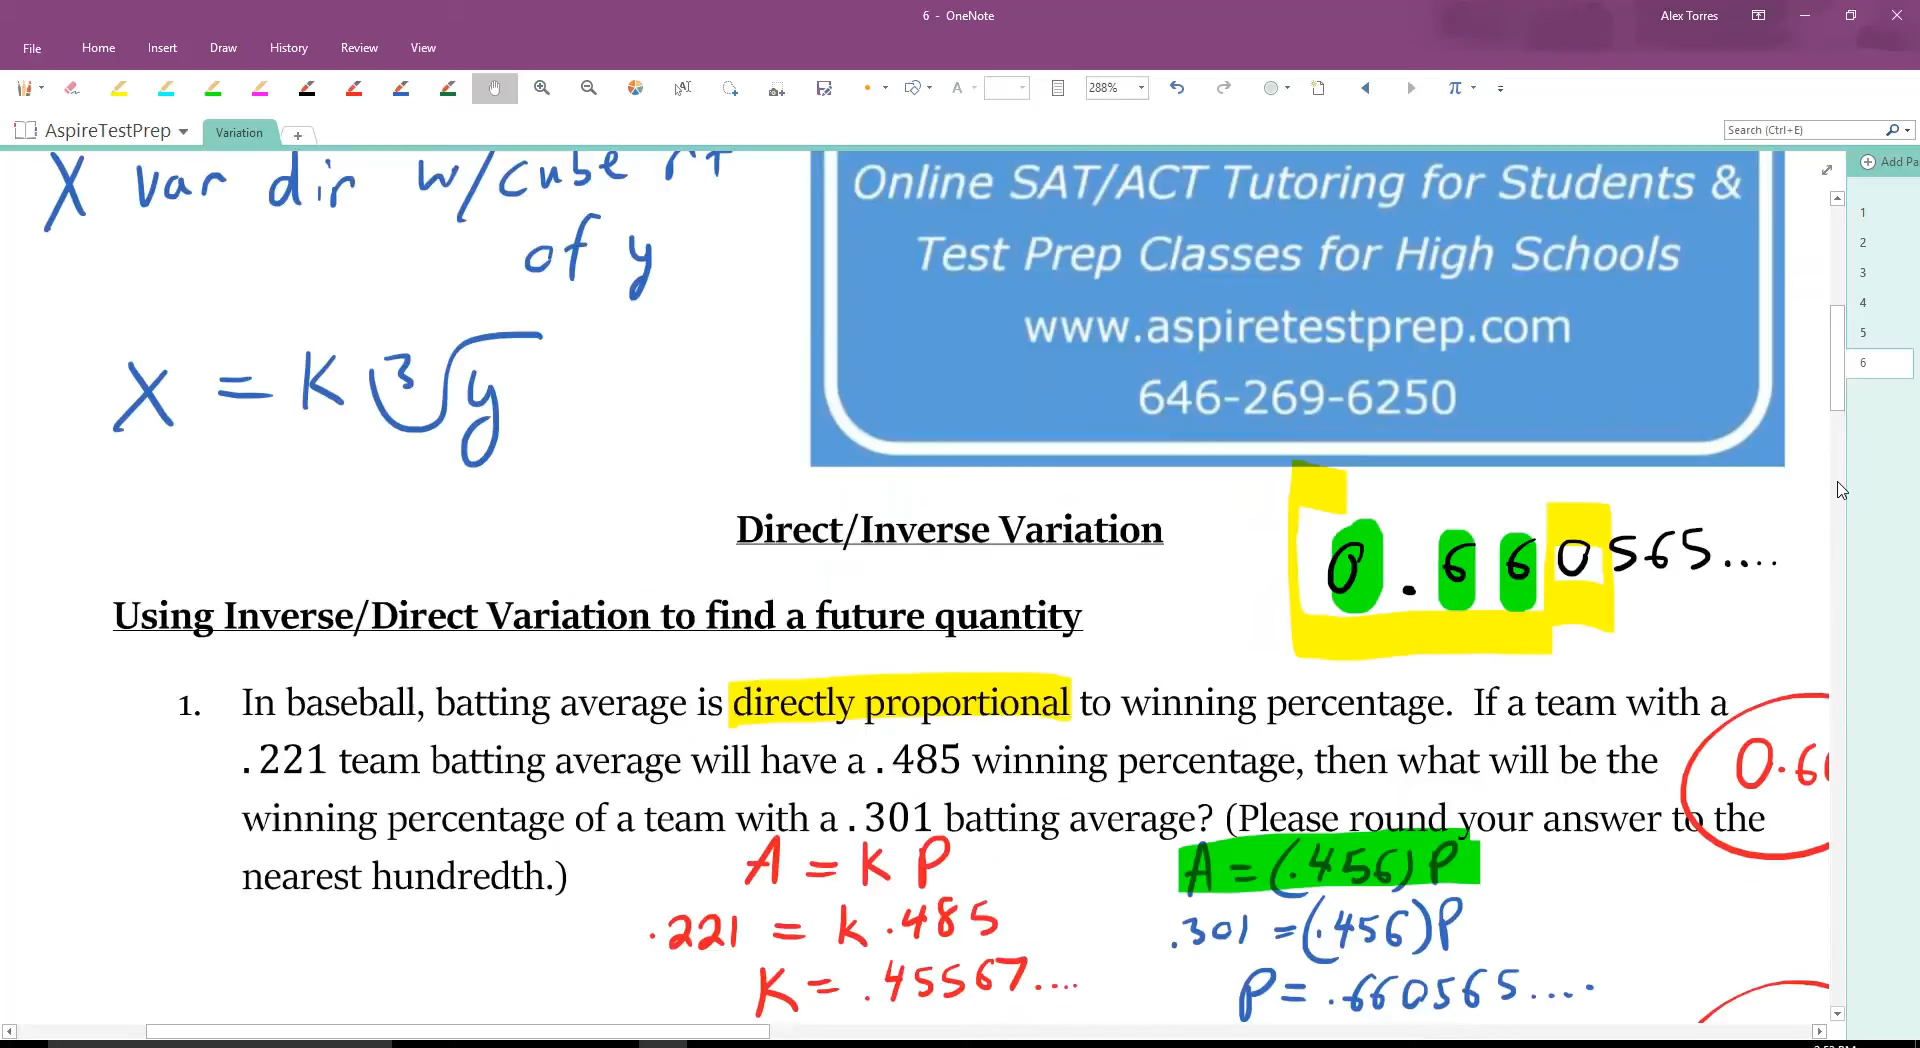 6 - OneNote
Alex Torres
File Home Insert Draw History Review View
288%
AspireTestPrep
Variation
Search (Ctrl+E)
Add Pa
1
2
3
4
5
6
X var dir w/cube rt
of y
X = K ∛y
Online SAT/ACT Tutoring for Students &
Test Prep Classes for High Schools
www.aspiretestprep.com
646-269-6250
Direct/Inverse Variation
0.660565....
Using Inverse/Direct Variation to find a future quantity
1. In baseball, batting average is directly proportional to winning percentage. If a team with a
.221 team batting average will have a .485 winning percentage, then what will be the
0.6
winning percentage of a team with a .301 batting average? (Please round your answer to the
nearest hundredth.)
A = K P
.221 = K .485
K = .45567....
A = (.456)P
.301 = (.456)P
P = .660565....